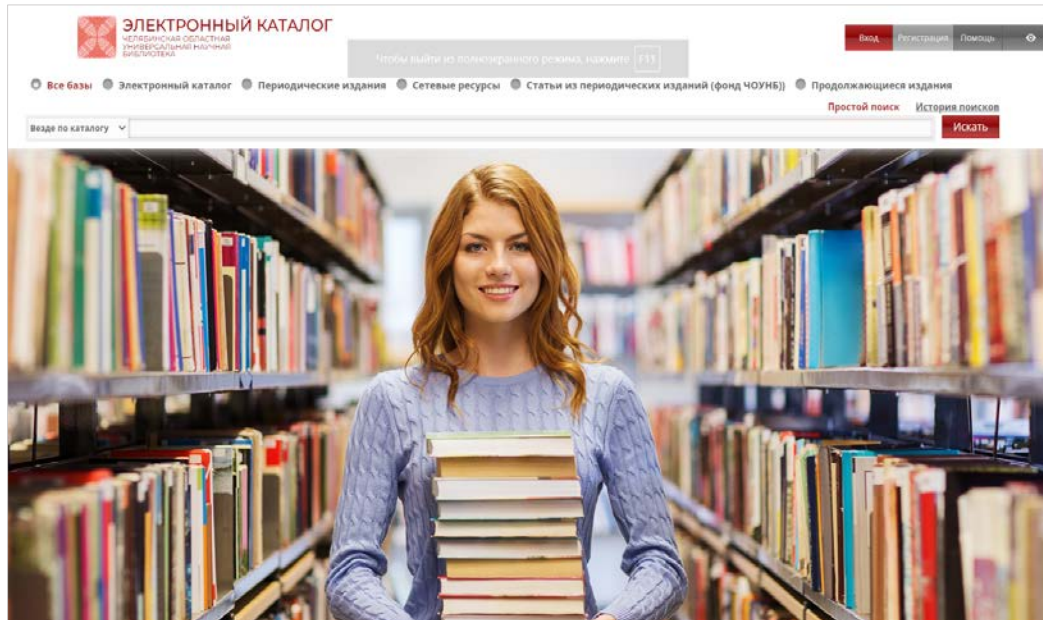 ЭЛЕКТРОННЫЙ КАТАЛОГ
ЧЕЛЯБИНСКАЯ ОБЛАСТНАЯ
УНИВЕРСАЛЬНАЯ НАУЧНАЯ
БИБЛИОТЕКА
Чтобы выйти из полноэкранного режима, нажмите F11
Вход Регистрация Помощь
Все базы Электронный каталог Периодические издания Сетевые ресурсы Статьи из периодических изданий (фонд ЧОУНБ)) Продолжающиеся издания
Простой поиск История поисков
Везде по каталогу Искать